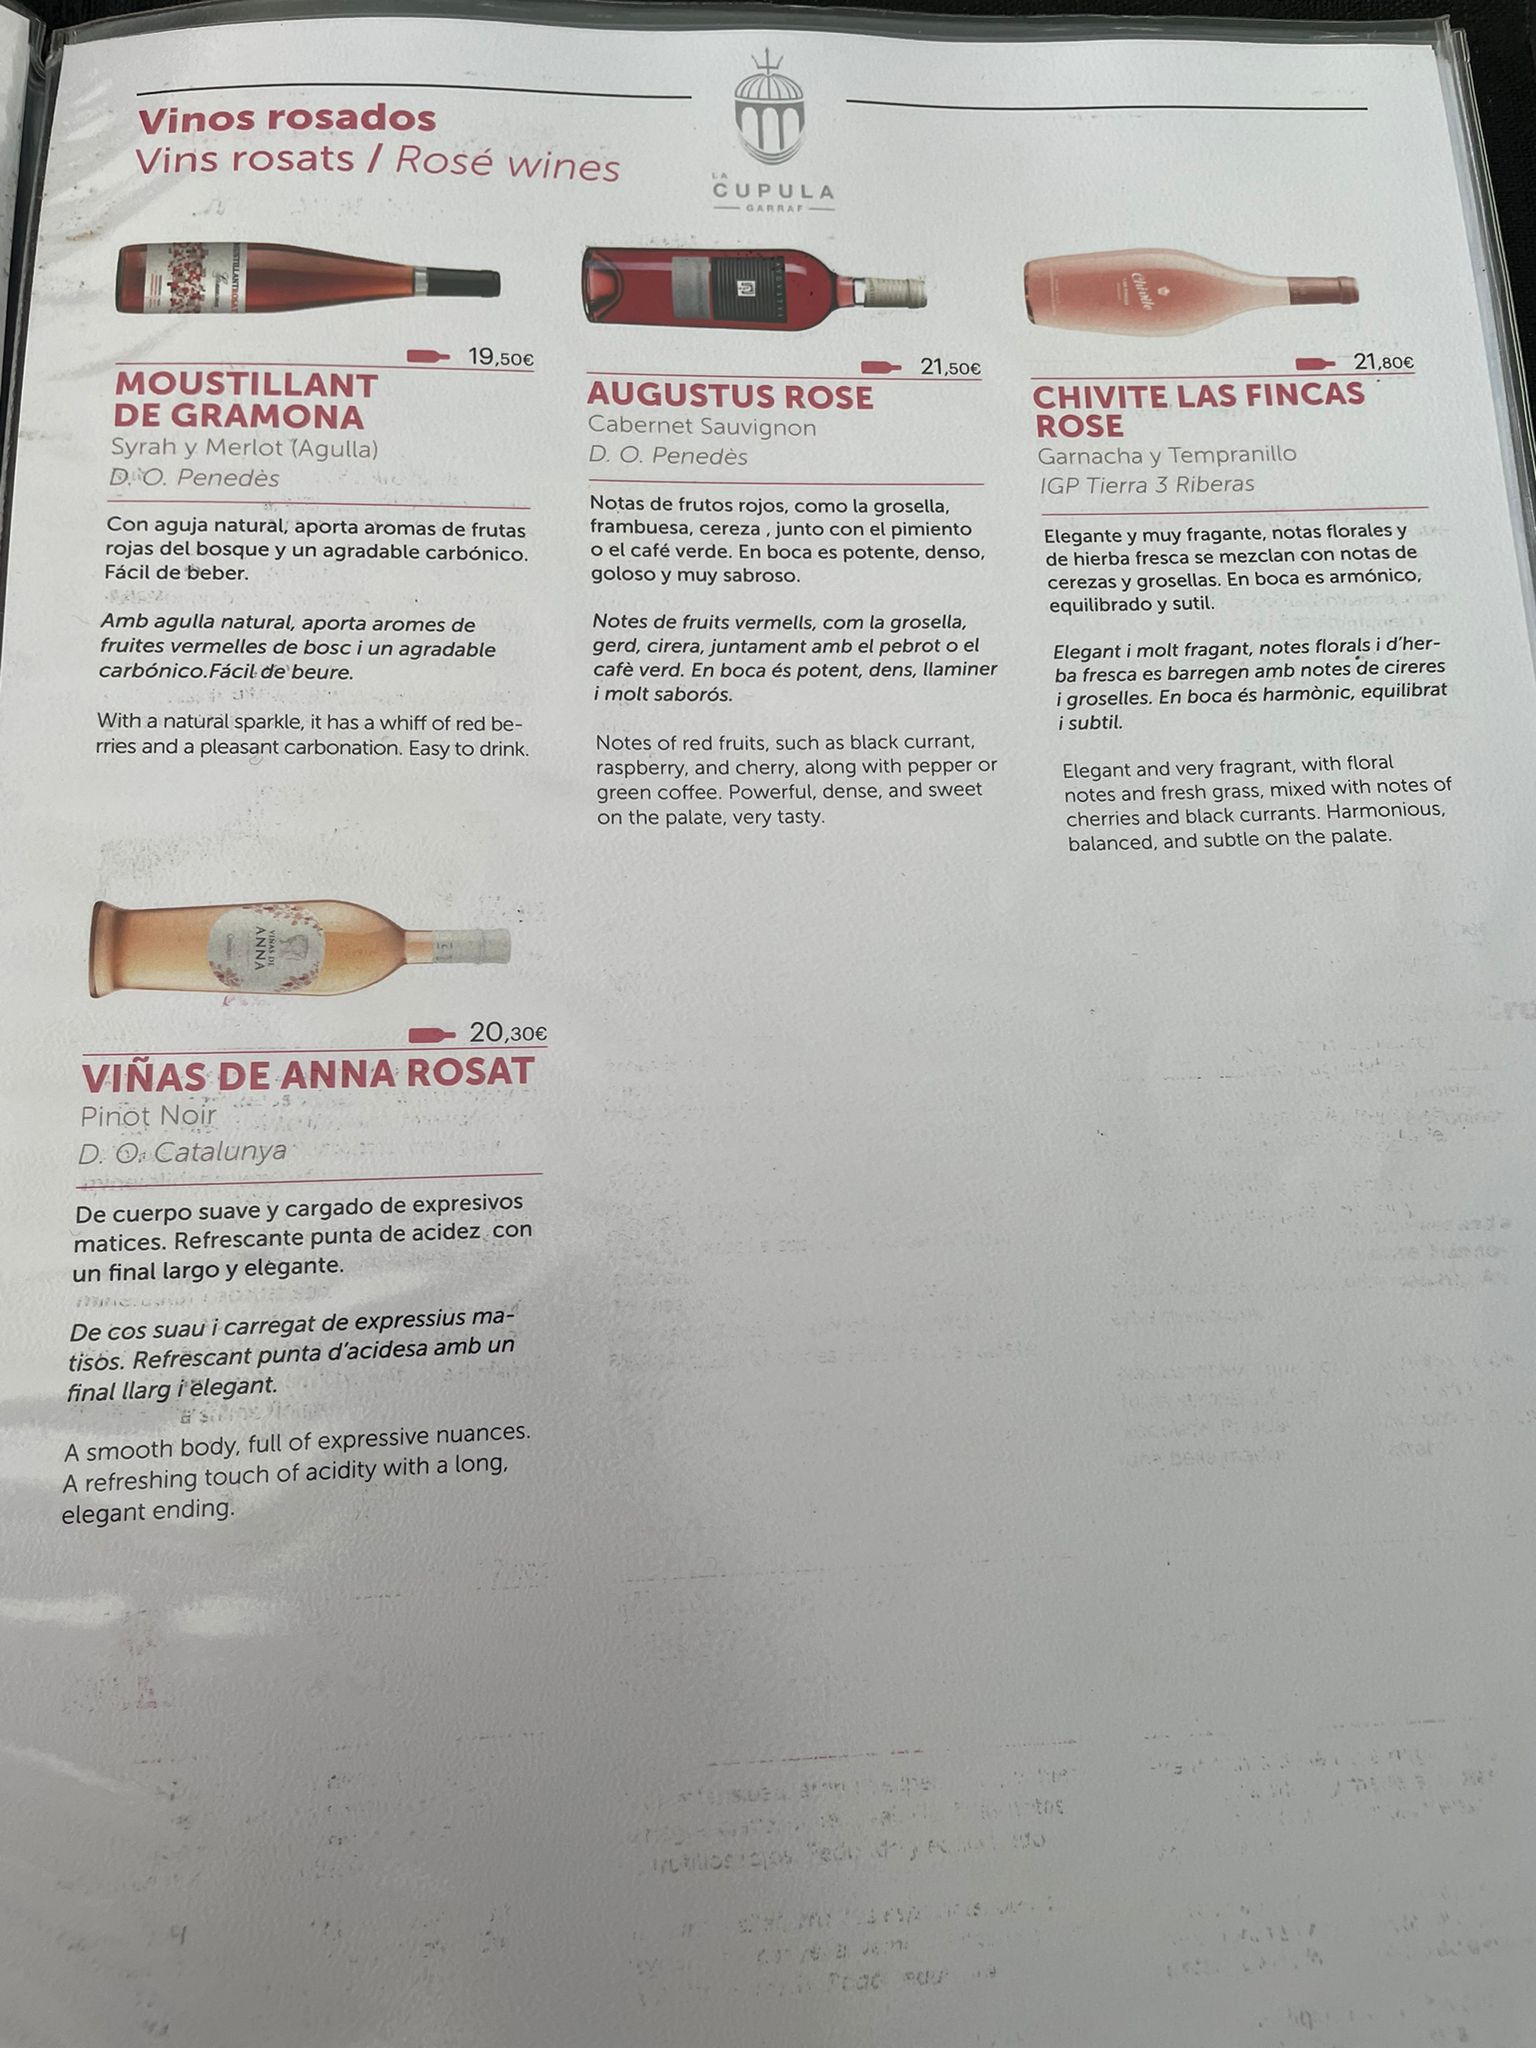 Vinos rosados
Vins rosats / Rosé wines
LA
CUPULA
GARRAF
19,50€
MOUSTILLANT
DE GRAMONA
Syrah y Merlot (Agulla)
D. O. Penedès
Con aguja natural, aporta aromas de frutas
rojas del bosque y un agradable carbónico.
Fácil de beber.
Amb agulla natural, aporta aromes de
fruites vermelles de bosc i un agradable
carbónico.Fácil de beure.
With a natural sparkle, it has a whiff of red be-
rries and a pleasant carbonation. Easy to drink.
21,50€
AUGUSTUS ROSE
Cabernet Sauvignon
D. O. Penedès
Notas de frutos rojos, como la grosella,
frambuesa, cereza , junto con el pimiento
o el café verde. En boca es potente, denso,
goloso y muy sabroso.
Notes de fruits vermells, com la grosella,
gerd, cirera, juntament amb el pebrot o el
cafè verd. En boca és potent, dens, llaminer
i molt saborós.
Notes of red fruits, such as black currant,
raspberry, and cherry, along with pepper or
green coffee. Powerful, dense, and sweet
on the palate, very tasty.
Chivite
21,80€
CHIVITE LAS FINCAS
ROSE
Garnacha y Tempranillo
IGP Tierra 3 Riberas
Elegante y muy fragante, notas florales y
de hierba fresca se mezclan con notas de
cerezas y grosellas. En boca es armónico,
equilibrado y sutil.
Elegant i molt fragant, notes florals i d'her-
ba fresca es barregen amb notes de cireres
i groselles. En boca és harmònic, equilibrat
i subtil.
Elegant and very fragrant, with floral
notes and fresh grass, mixed with notes of
cherries and black currants. Harmonious,
balanced, and subtle on the palate.
VIÑAS DE
ANNA
20,30€
VIÑAS DE ANNA ROSAT
Pinot Noir
D. O. Catalunya
De cuerpo suave y cargado de expresivos
matices. Refrescante punta de acidez con
un final largo y elegante.
De cos suau i carregat de expressius ma-
tisos. Refrescant punta d'acidesa amb un
final llarg i elegant.
A smooth body, full of expressive nuances.
A refreshing touch of acidity with a long,
elegant ending.